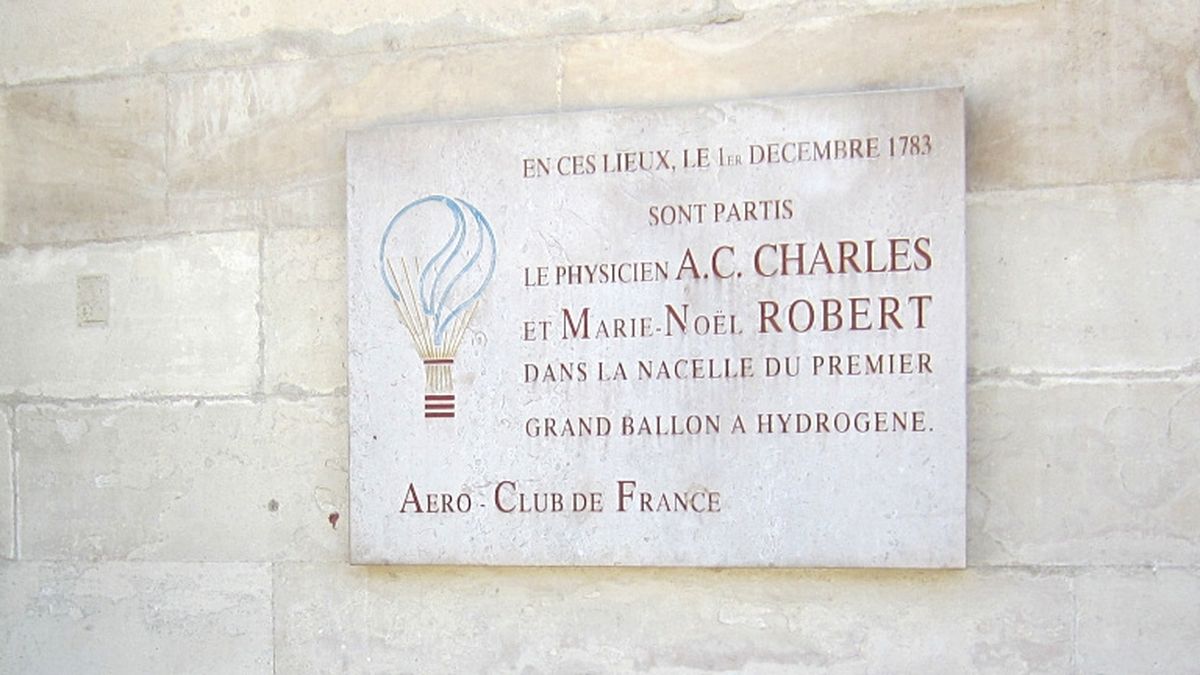 EN CES LIEUX, LE 1ER DECEMBRE 1783
SONT PARTIS
LE PHYSICIEN A.C. CHARLES
ET MARIE-NOËL ROBERT
DANS LA NACELLE DU PREMIER
GRAND BALLON A HYDROGENE.
AERO - CLUB DE FRANCE